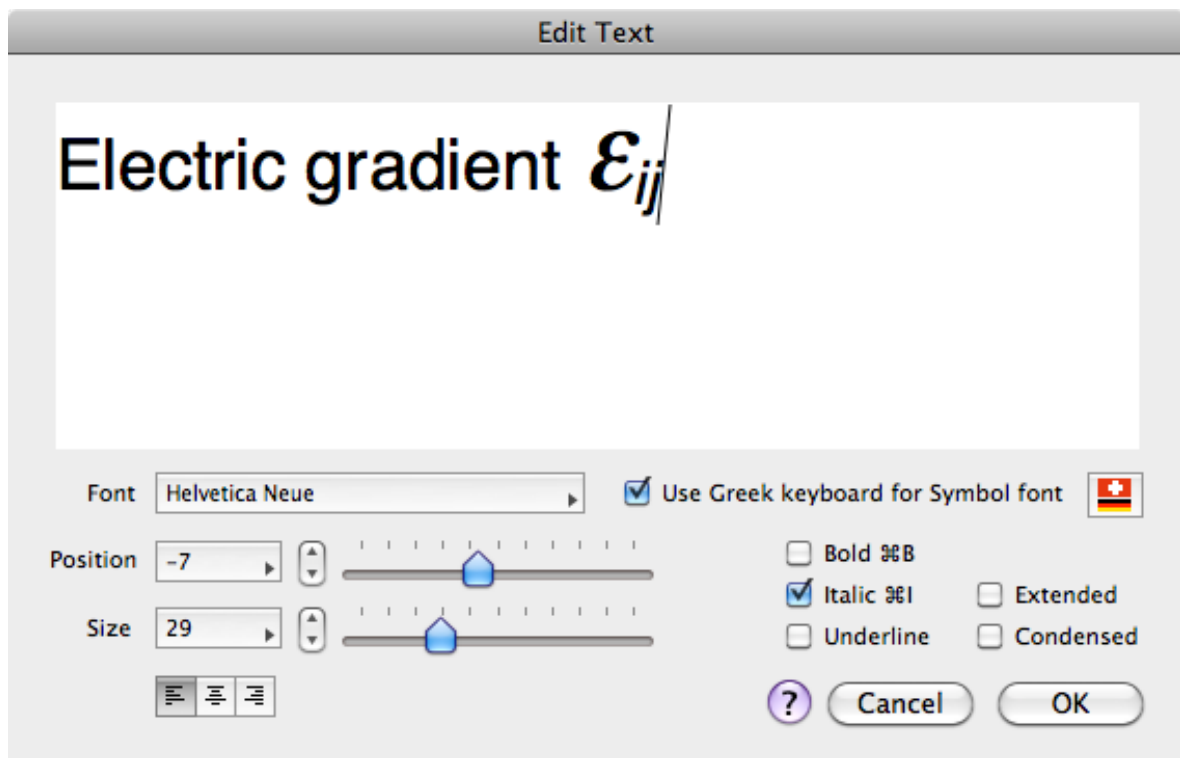 Edit Text
Electric gradient ℰij
Font Helvetica Neue Use Greek keyboard for Symbol font
Position -7 Bold ⌘B
Italic ⌘I Extended
Size 29 Underline Condensed
? Cancel OK